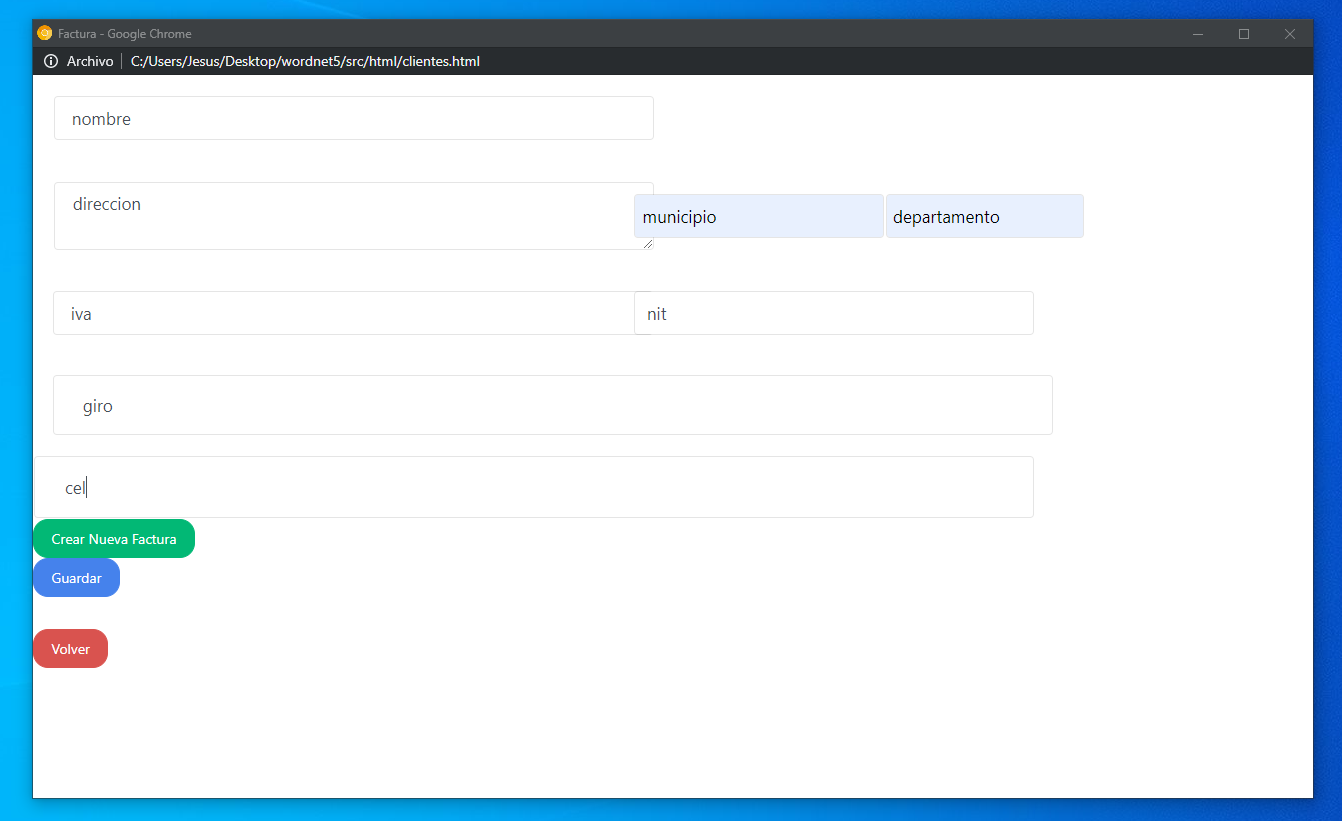 Factura - Google Chrome
Archivo | C:/Users/Jesus/Desktop/wordnet5/src/html/clientes.html
nombre
direccion
municipio departamento
iva nit
giro
cel
Crear Nueva Factura
Guardar
Volver